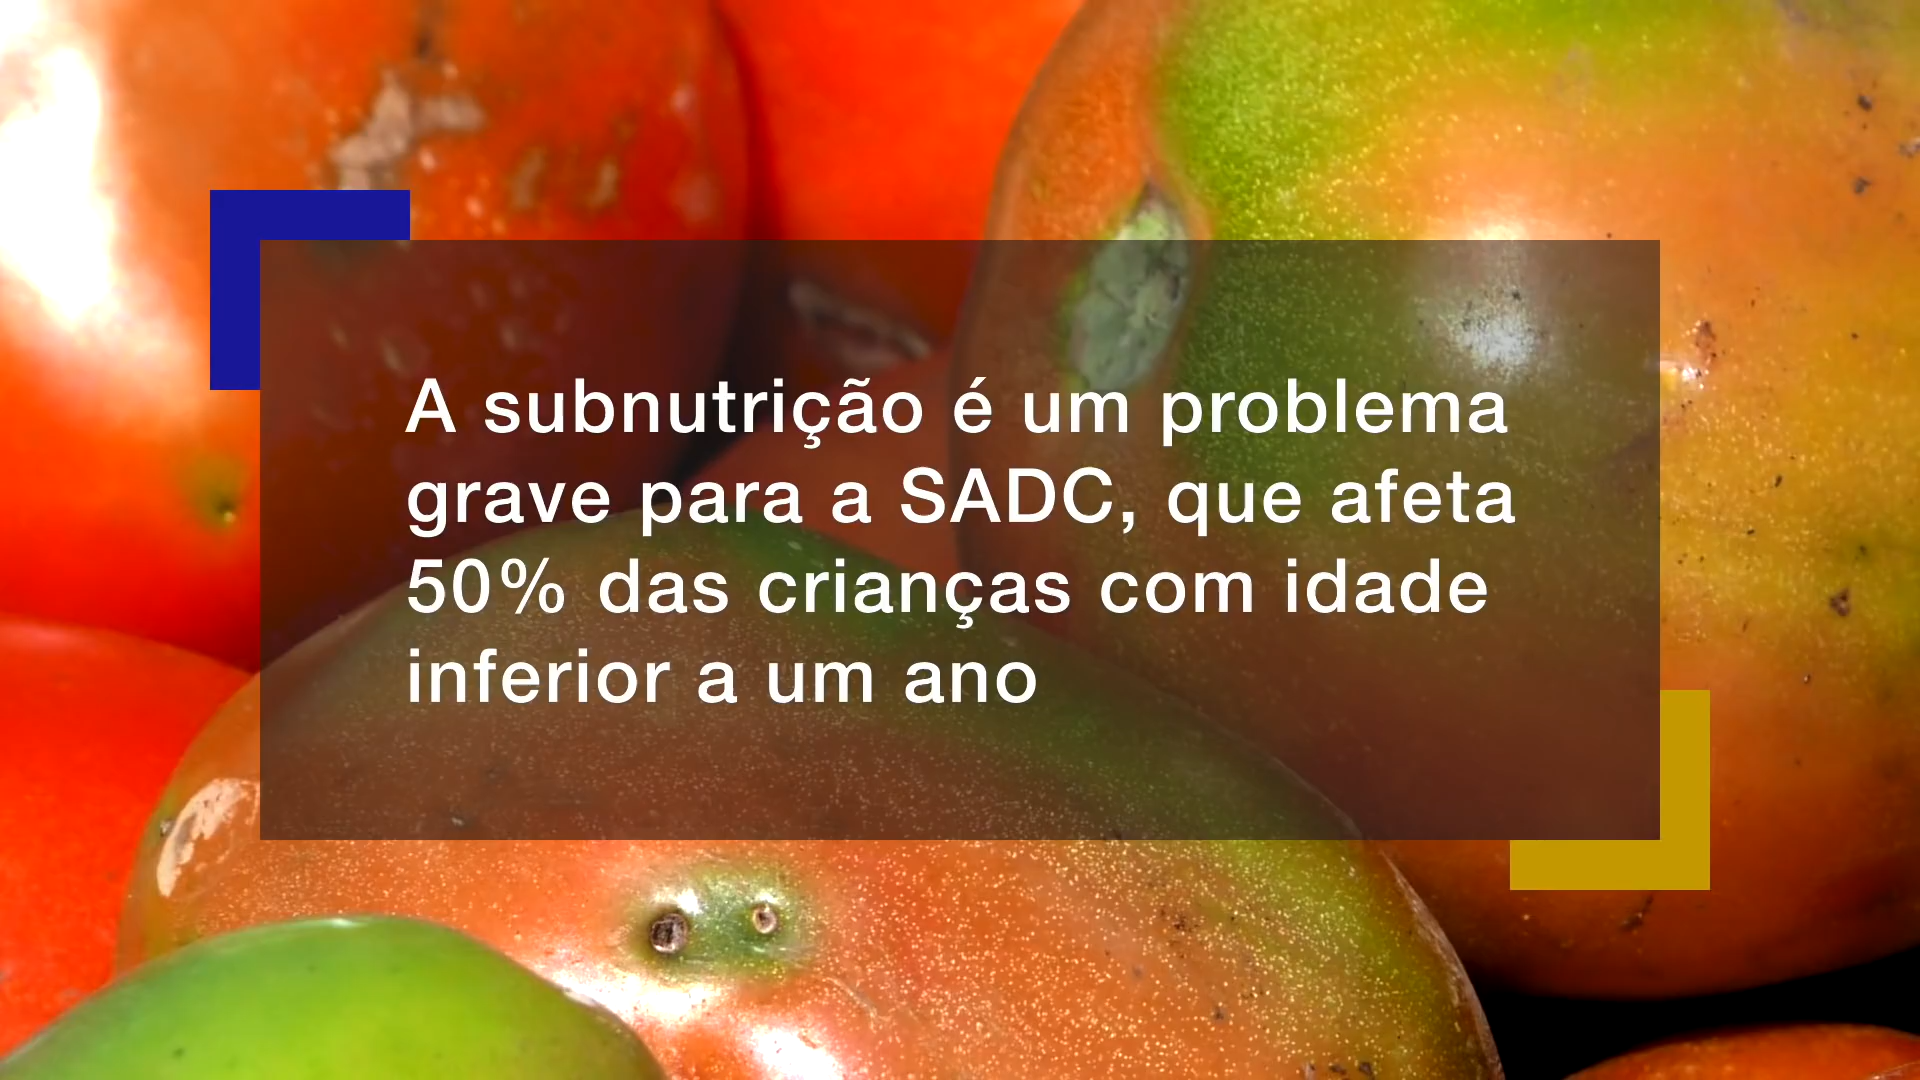 A subnutrição é um problema
grave para a SADC, que afeta
50% das crianças com idade
inferior a um ano